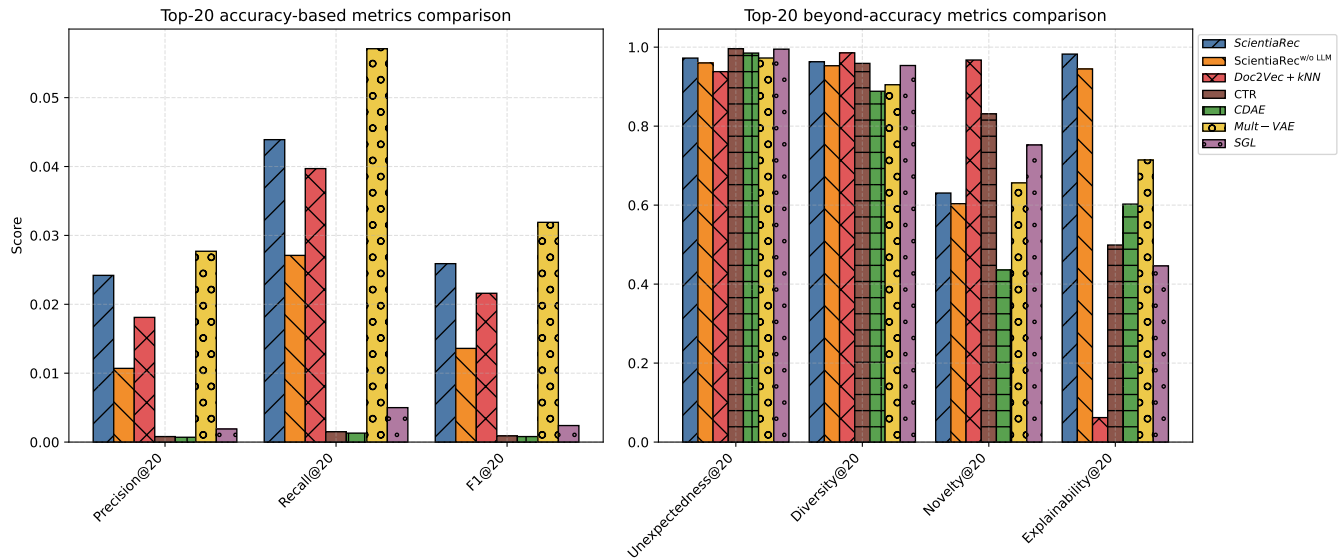 Top-20 accuracy-based metrics comparison
Score
0.05
0.04
0.03
0.02
0.01
0.00
Precision@20
Recall@20
F1@20
Top-20 beyond-accuracy metrics comparison
1.0
0.8
0.6
0.4
0.2
0.0
Unexpectedness@20
Diversity@20
Novelty@20
Explainability@20
ScientiaRec
ScientiaRec^w/o LLM
Doc2Vec + kNN
CTR
CDAE
Mult − VAE
SGL